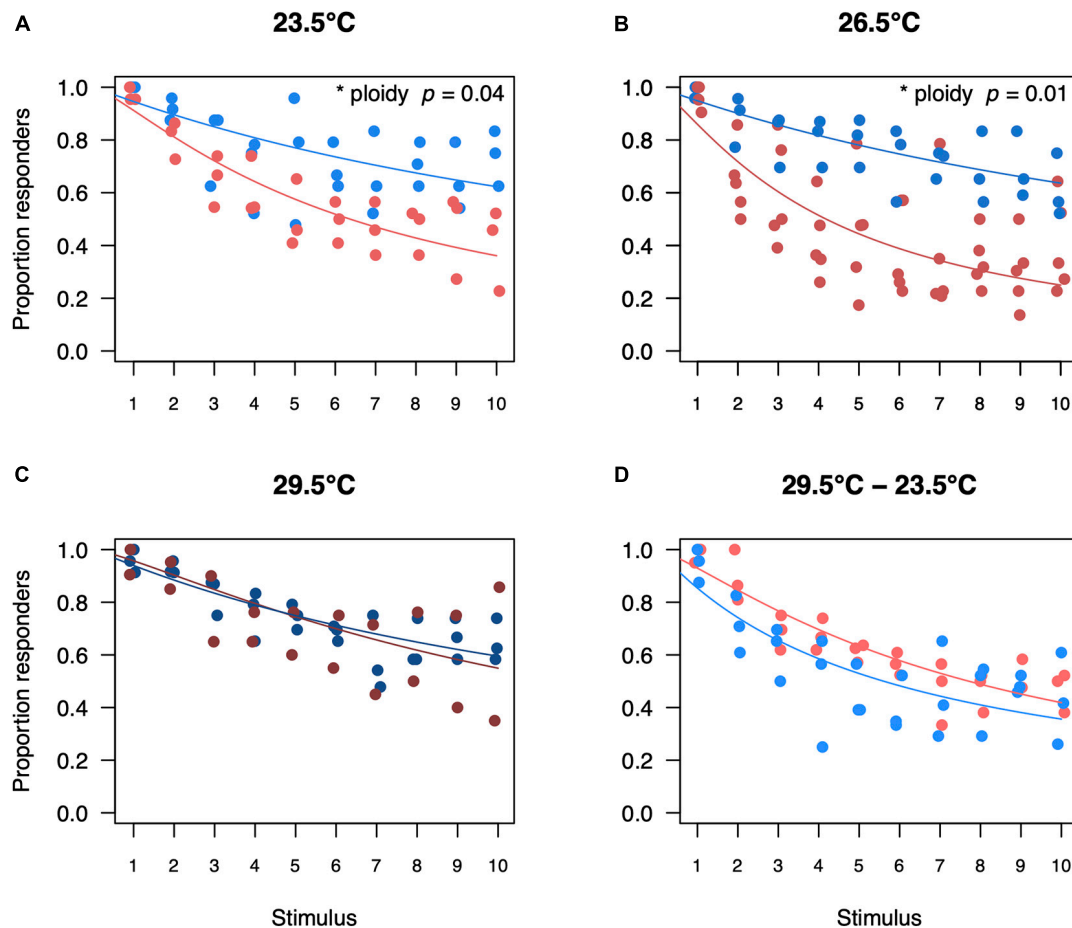 A
23.5°C
B
26.5°C
Proportion responders
1.0
0.8
0.6
0.4
0.2
0.0
* ploidy p = 0.04
1 2 3 4 5 6 7 8 9 10
1.0
0.8
0.6
0.4
0.2
0.0
* ploidy p = 0.01
1 2 3 4 5 6 7 8 9 10
C
29.5°C
D
29.5°C – 23.5°C
Proportion responders
1.0
0.8
0.6
0.4
0.2
0.0
1 2 3 4 5 6 7 8 9 10
Stimulus
1.0
0.8
0.6
0.4
0.2
0.0
1 2 3 4 5 6 7 8 9 10
Stimulus